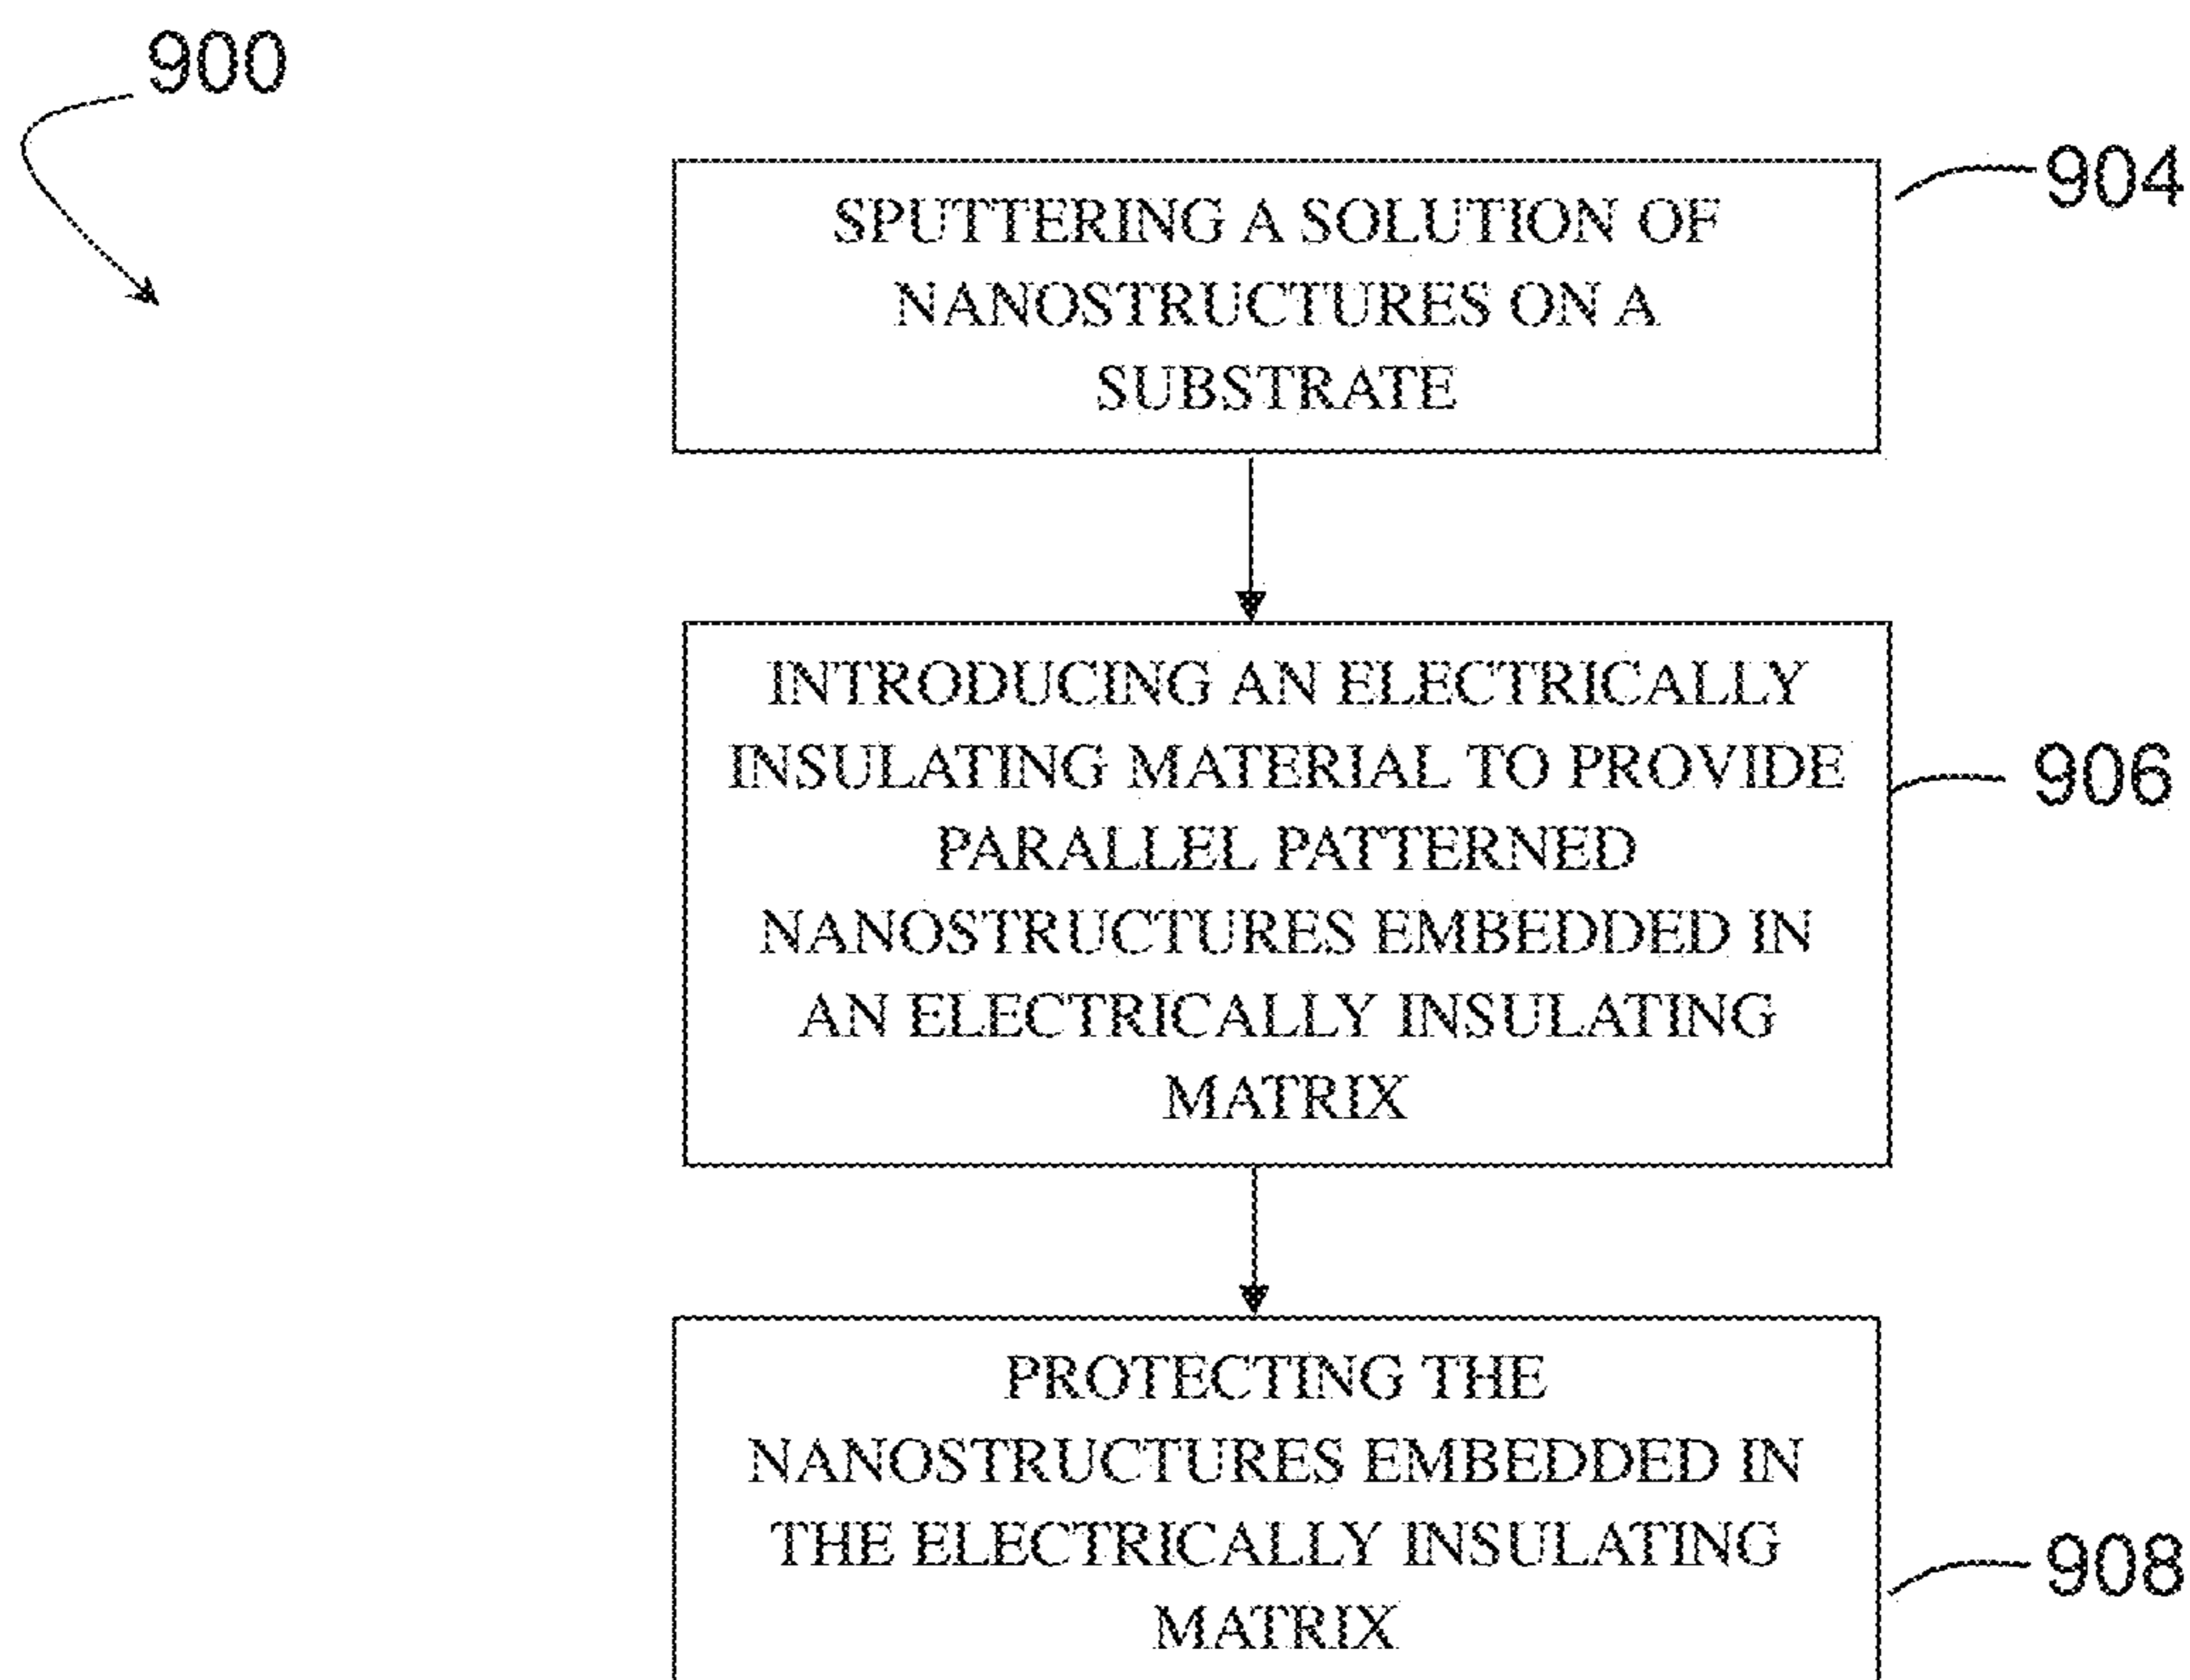 900
904
SPUTTERING A SOLUTION OF
NANOSTRUCTURES ON A
SUBSTRATE
INTRODUCING AN ELECTRICALLY
INSULATING MATERIAL TO PROVIDE
906
PARALLEL PATTERNED
NANOSTRUCTURES EMBEDDED IN
AN ELECTRICALLY INSULATING
MATRIX
PROTECTING THE
NANOSTRUCTURES EMBEDDED IN
THE ELECTRICALLY INSULATING
908
MATRIX